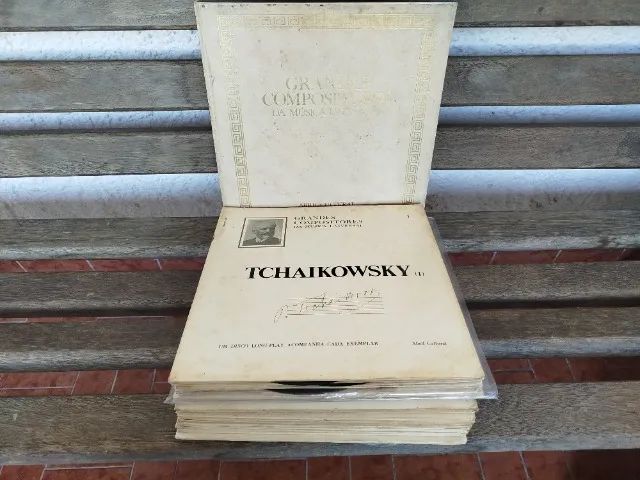 GRANDES
COMPOSITORES
DA MÚSICA
GRANDES
COMPOSITORES
DA MÚSICA UNIVERSAL
TCHAIKOWSKY (1)
UM DISCO LONG-PLAY ACOMPANHA CADA EXEMPLAR
Abril Cultural